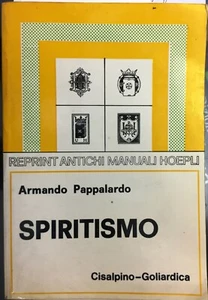 REPRINT ANTICHI MANUALI HOEPLI
Armando Pappalardo
SPIRITISMO
Cisalpino-Goliardica